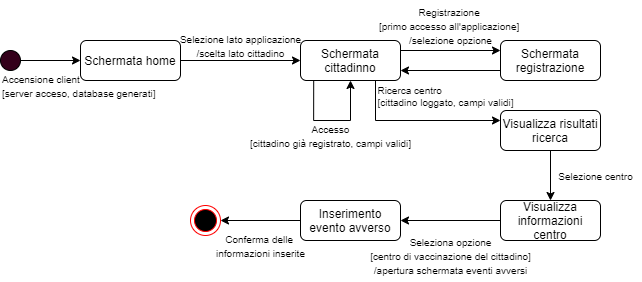 Registrazione
[primo accesso all'applicazione]
/selezione opzione
Selezione lato applicazione
/scelta lato cittadino
Schermata home
Schermata
cittadinno
Schermata
registrazione
Accensione client
[server acceso, database generati]
Ricerca centro
[cittadino loggato, campi validi]
Accesso
[cittadino già registrato, campi validi]
Visualizza risultati
ricerca
Selezione centro
Inserimento
evento avverso
Visualizza
informazioni
centro
Conferma delle
informazioni inserite
Seleziona opzione
[centro di vaccinazione del cittadino]
/apertura schermata eventi avversi